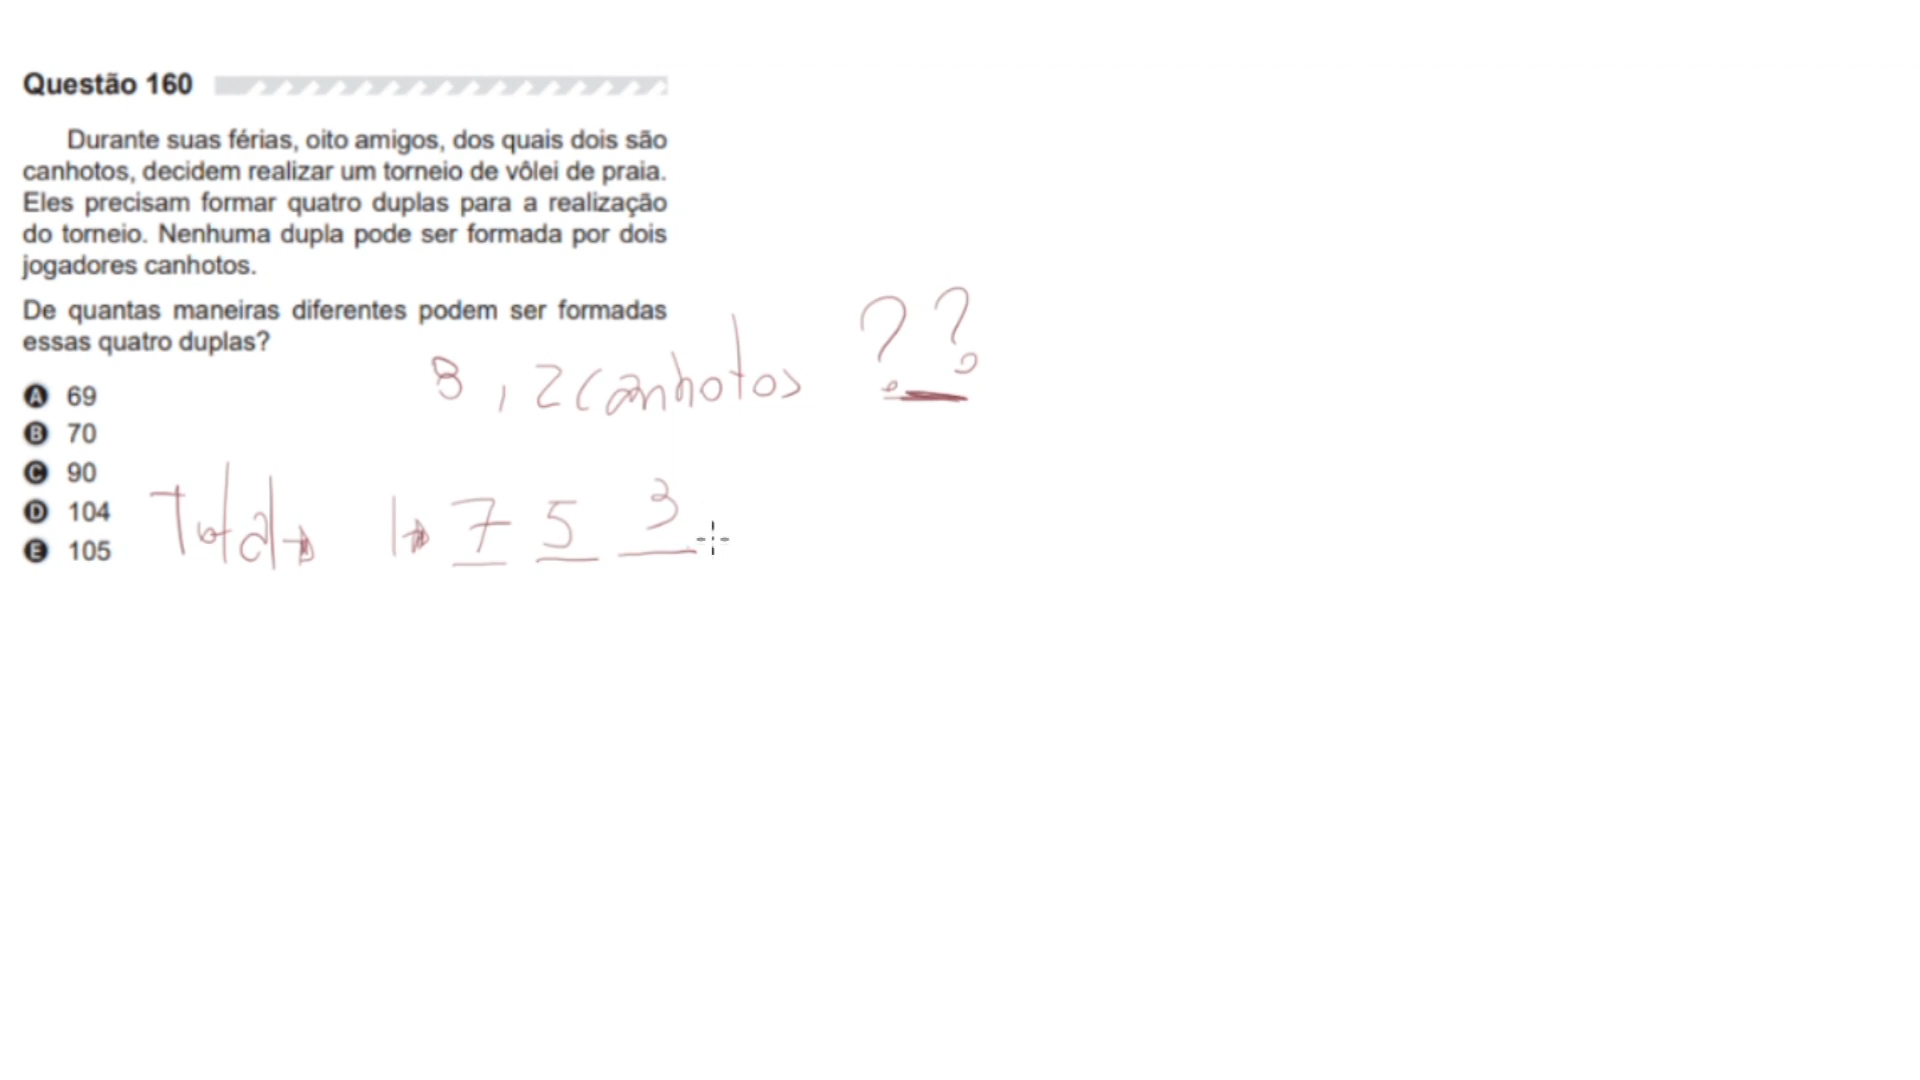 Questão 160
Durante suas férias, oito amigos, dos quais dois são
canhotos, decidem realizar um torneio de vôlei de praia.
Eles precisam formar quatro duplas para a realização
do torneio. Nenhuma dupla pode ser formada por dois
jogadores canhotos.
De quantas maneiras diferentes podem ser formadas
essas quatro duplas?
8, 2 canhotos ??
A 69
B 70
C 90
D 104
E 105
Total→ 1→ 7 5 3